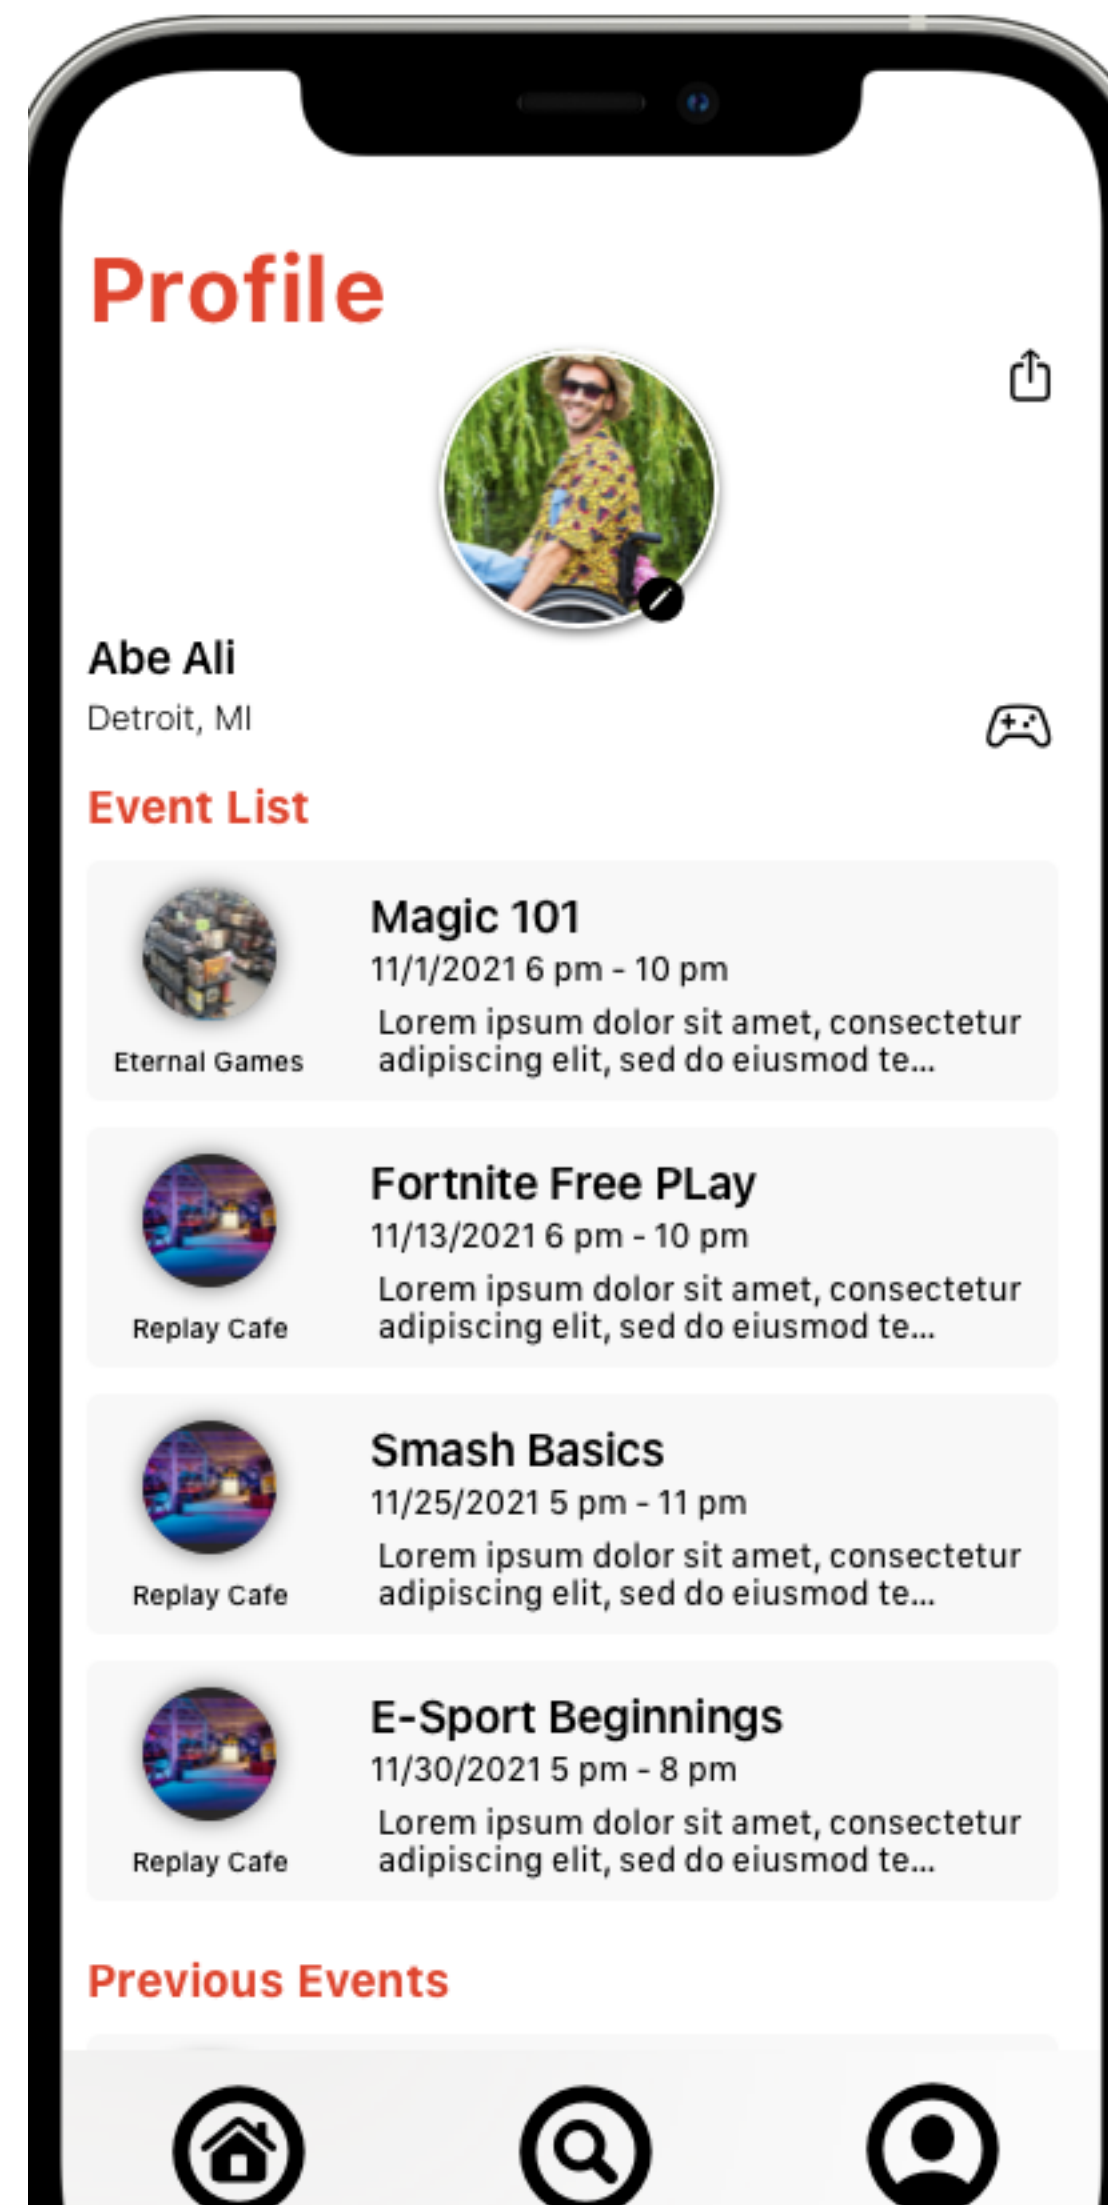 Profile
Abe Ali
Detroit, MI
Event List
Magic 101
11/1/2021 6 pm - 10 pm
Lorem ipsum dolor sit amet, consectetur
adipiscing elit, sed do eiusmod te...
Eternal Games
Fortnite Free PLay
11/13/2021 6 pm - 10 pm
Lorem ipsum dolor sit amet, consectetur
adipiscing elit, sed do eiusmod te...
Replay Cafe
Smash Basics
11/25/2021 5 pm - 11 pm
Lorem ipsum dolor sit amet, consectetur
adipiscing elit, sed do eiusmod te...
Replay Cafe
E-Sport Beginnings
11/30/2021 5 pm - 8 pm
Lorem ipsum dolor sit amet, consectetur
adipiscing elit, sed do eiusmod te...
Replay Cafe
Previous Events